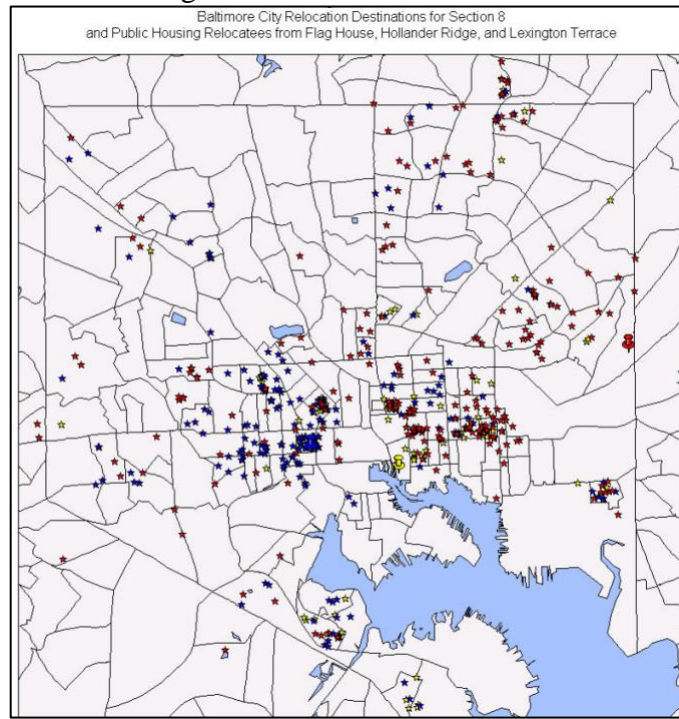 Baltimore City Relocation Destinations for Section 8
and Public Housing Relocatees from Flag House, Hollander Ridge, and Lexington Terrace